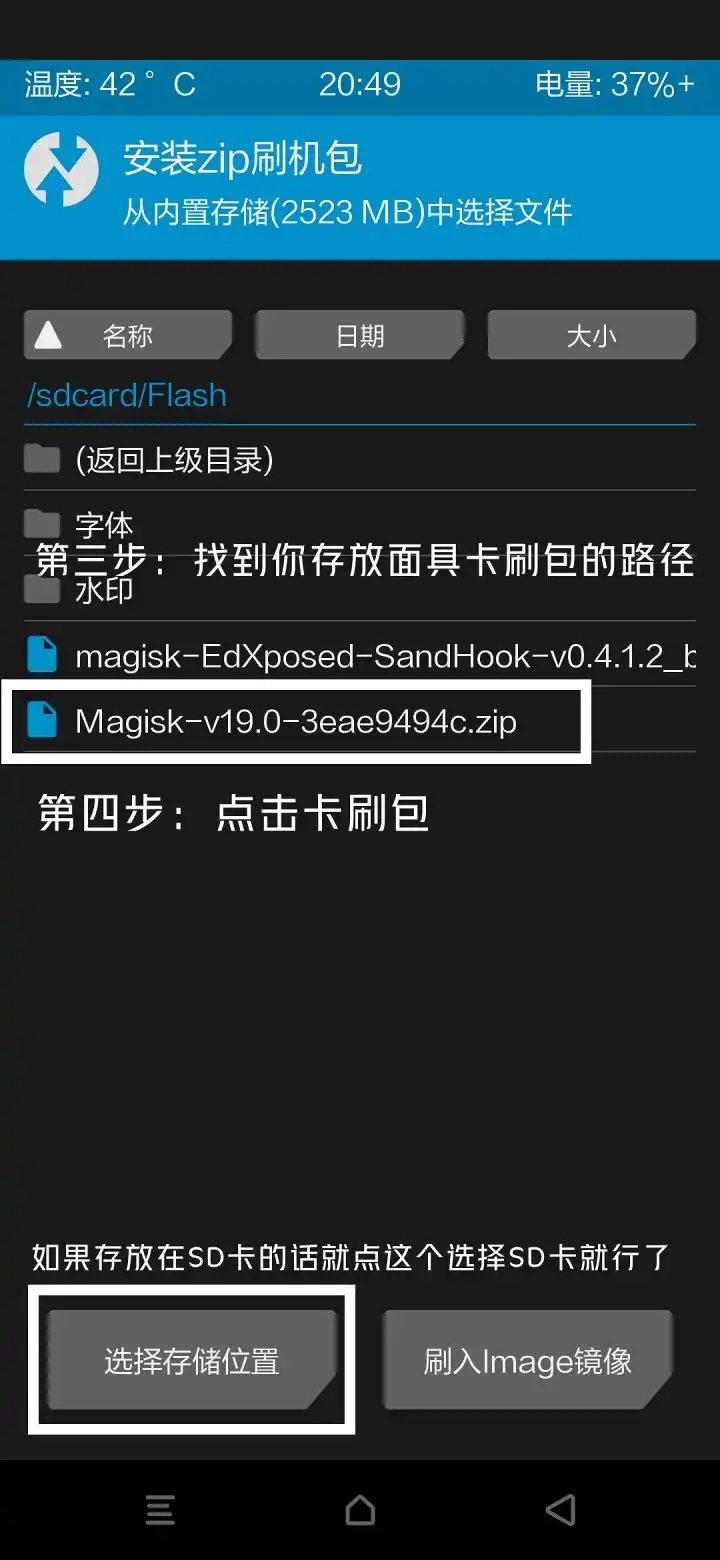 温度: 42 ° C 20:49 电量: 37%+
安装zip刷机包
从内置存储(2523 MB)中选择文件
名称 日期 大小
/sdcard/Flash
(返回上级目录)
字体
第三步：找到你存放面具卡刷包的路径
水印
magisk-EdXposed-SandHook-v0.4.1.2_b
Magisk-v19.0-3eae9494c.zip
第四步：点击卡刷包
如果存放在SD卡的话就点这个选择SD卡就行了
选择存储位置 刷入Image镜像